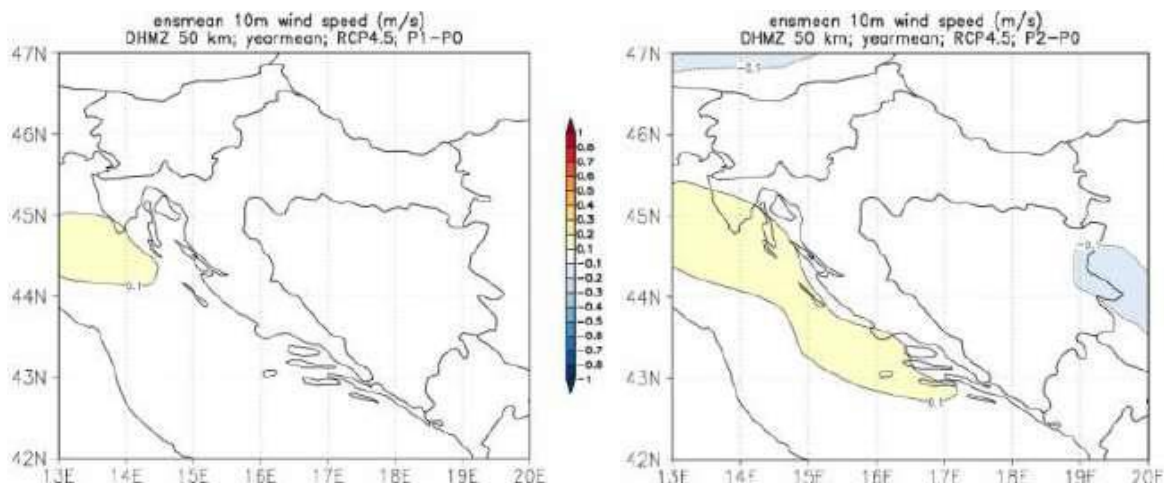 ensmean 10m wind speed (m/s)
DHMZ 50 km; yearmean; RCP4.5; P1-P0
47N
46N
45N
44N
43N
42N
13E 14E 15E 16E 17E 18E 19E 20E
0.1
1
0.8
0.7
0.6
0.5
0.4
0.3
0.2
0.1
-0.1
-0.2
-0.3
-0.4
-0.5
-0.6
-0.7
-0.8
-1
ensmean 10m wind speed (m/s)
DHMZ 50 km; yearmean; RCP4.5; P2-P0
47N
46N
45N
44N
43N
42N
13E 14E 15E 16E 17E 18E 19E 20E
-0.1
-0.1
0.1